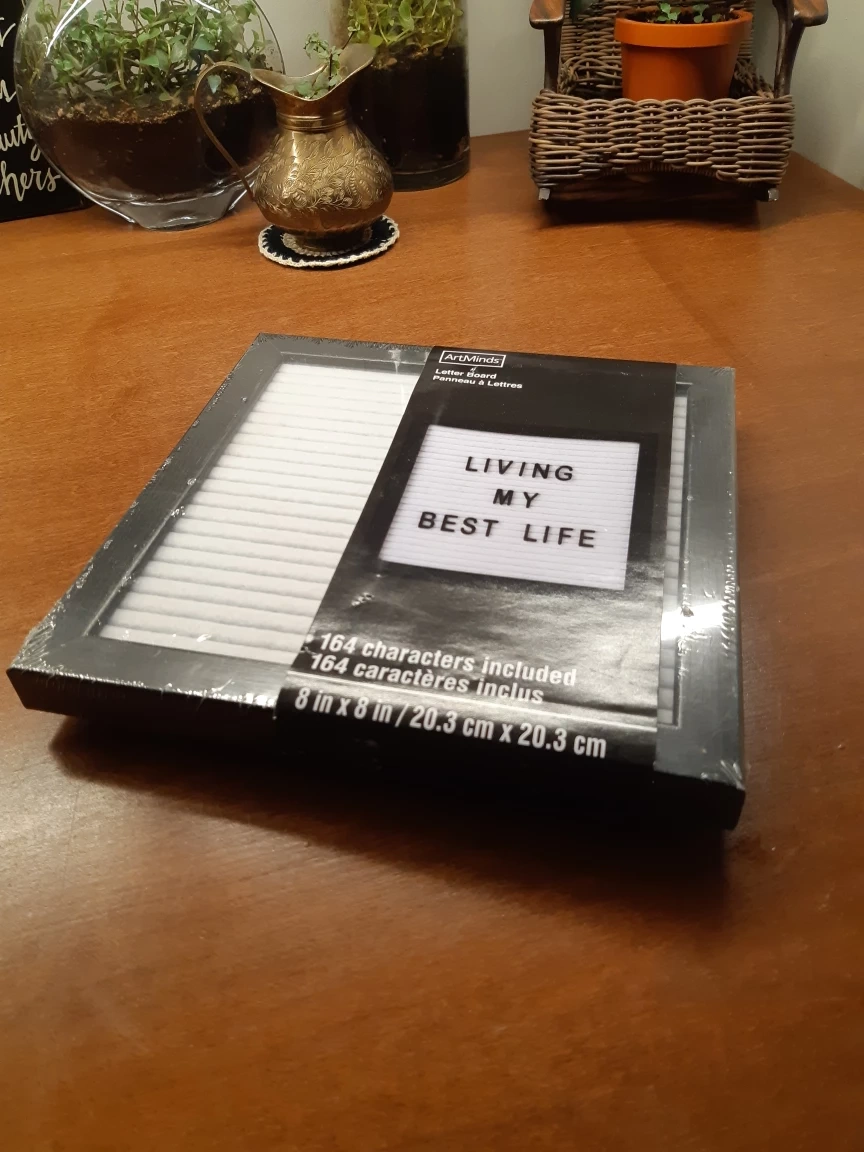 hers
ArtMinds
Letter Board
Panneau à Lettres
LIVING
MY
BEST LIFE
164 characters included
164 caractères inclus
8 in x 8 in / 20.3 cm x 20.3 cm